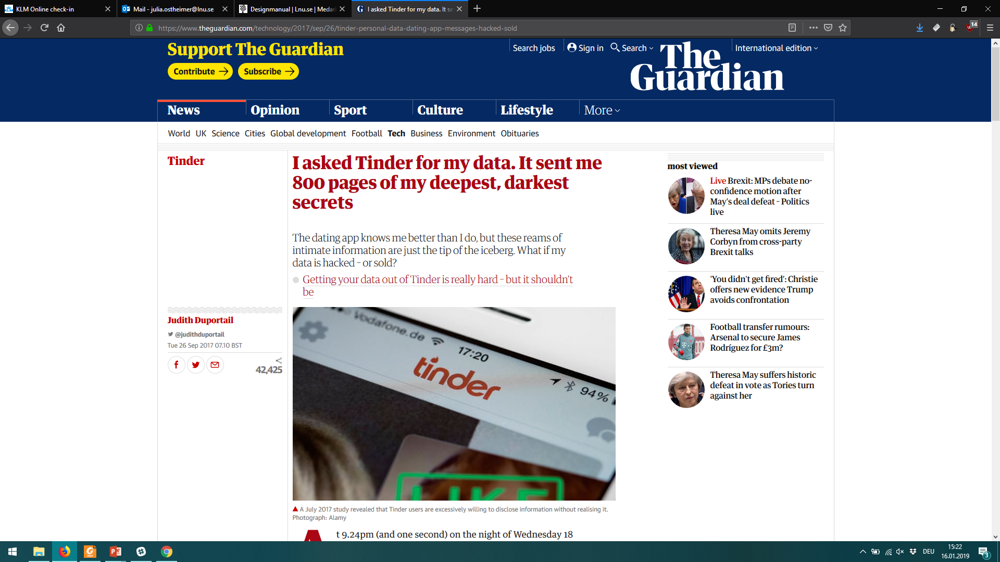 KLM Online check-in
Mail - julia.ostheimer@lnu.se
Designmanual | Lnu.se | Medar
I asked Tinder for my data. It se
https://www.theguardian.com/technology/2017/sep/26/tinder-personal-data-dating-app-messages-hacked-sold
14
Support The Guardian
Contribute
Subscribe
Search jobs
Sign in
Search
International edition
The
Guardian
News
Opinion
Sport
Culture
Lifestyle
More
World UK Science Cities Global development Football Tech Business Environment Obituaries
Tinder
I asked Tinder for my data. It sent me
800 pages of my deepest, darkest
secrets
The dating app knows me better than I do, but these reams of
intimate information are just the tip of the iceberg. What if my
data is hacked – or sold?
Getting your data out of Tinder is really hard – but it shouldn't
be
Judith Duportail
@judithduportail
Tue 26 Sep 2017 07.10 BST
42,425
Vodafone.de
17:20
94%
tinder
LIKE
A July 2017 study revealed that Tinder users are excessively willing to disclose information without realising it.
Photograph: Alamy
At 9.24pm (and one second) on the night of Wednesday 18
most viewed
Live Brexit: MPs debate no-
confidence motion after
May's deal defeat – Politics
live
Theresa May omits Jeremy
Corbyn from cross-party
Brexit talks
'You didn't get fired': Christie
offers new evidence Trump
avoids confrontation
Football transfer rumours:
Arsenal to secure James
Rodríguez for £3m?
Theresa May suffers historic
defeat in vote as Tories turn
against her
DEU
15:22
16.01.2019
3